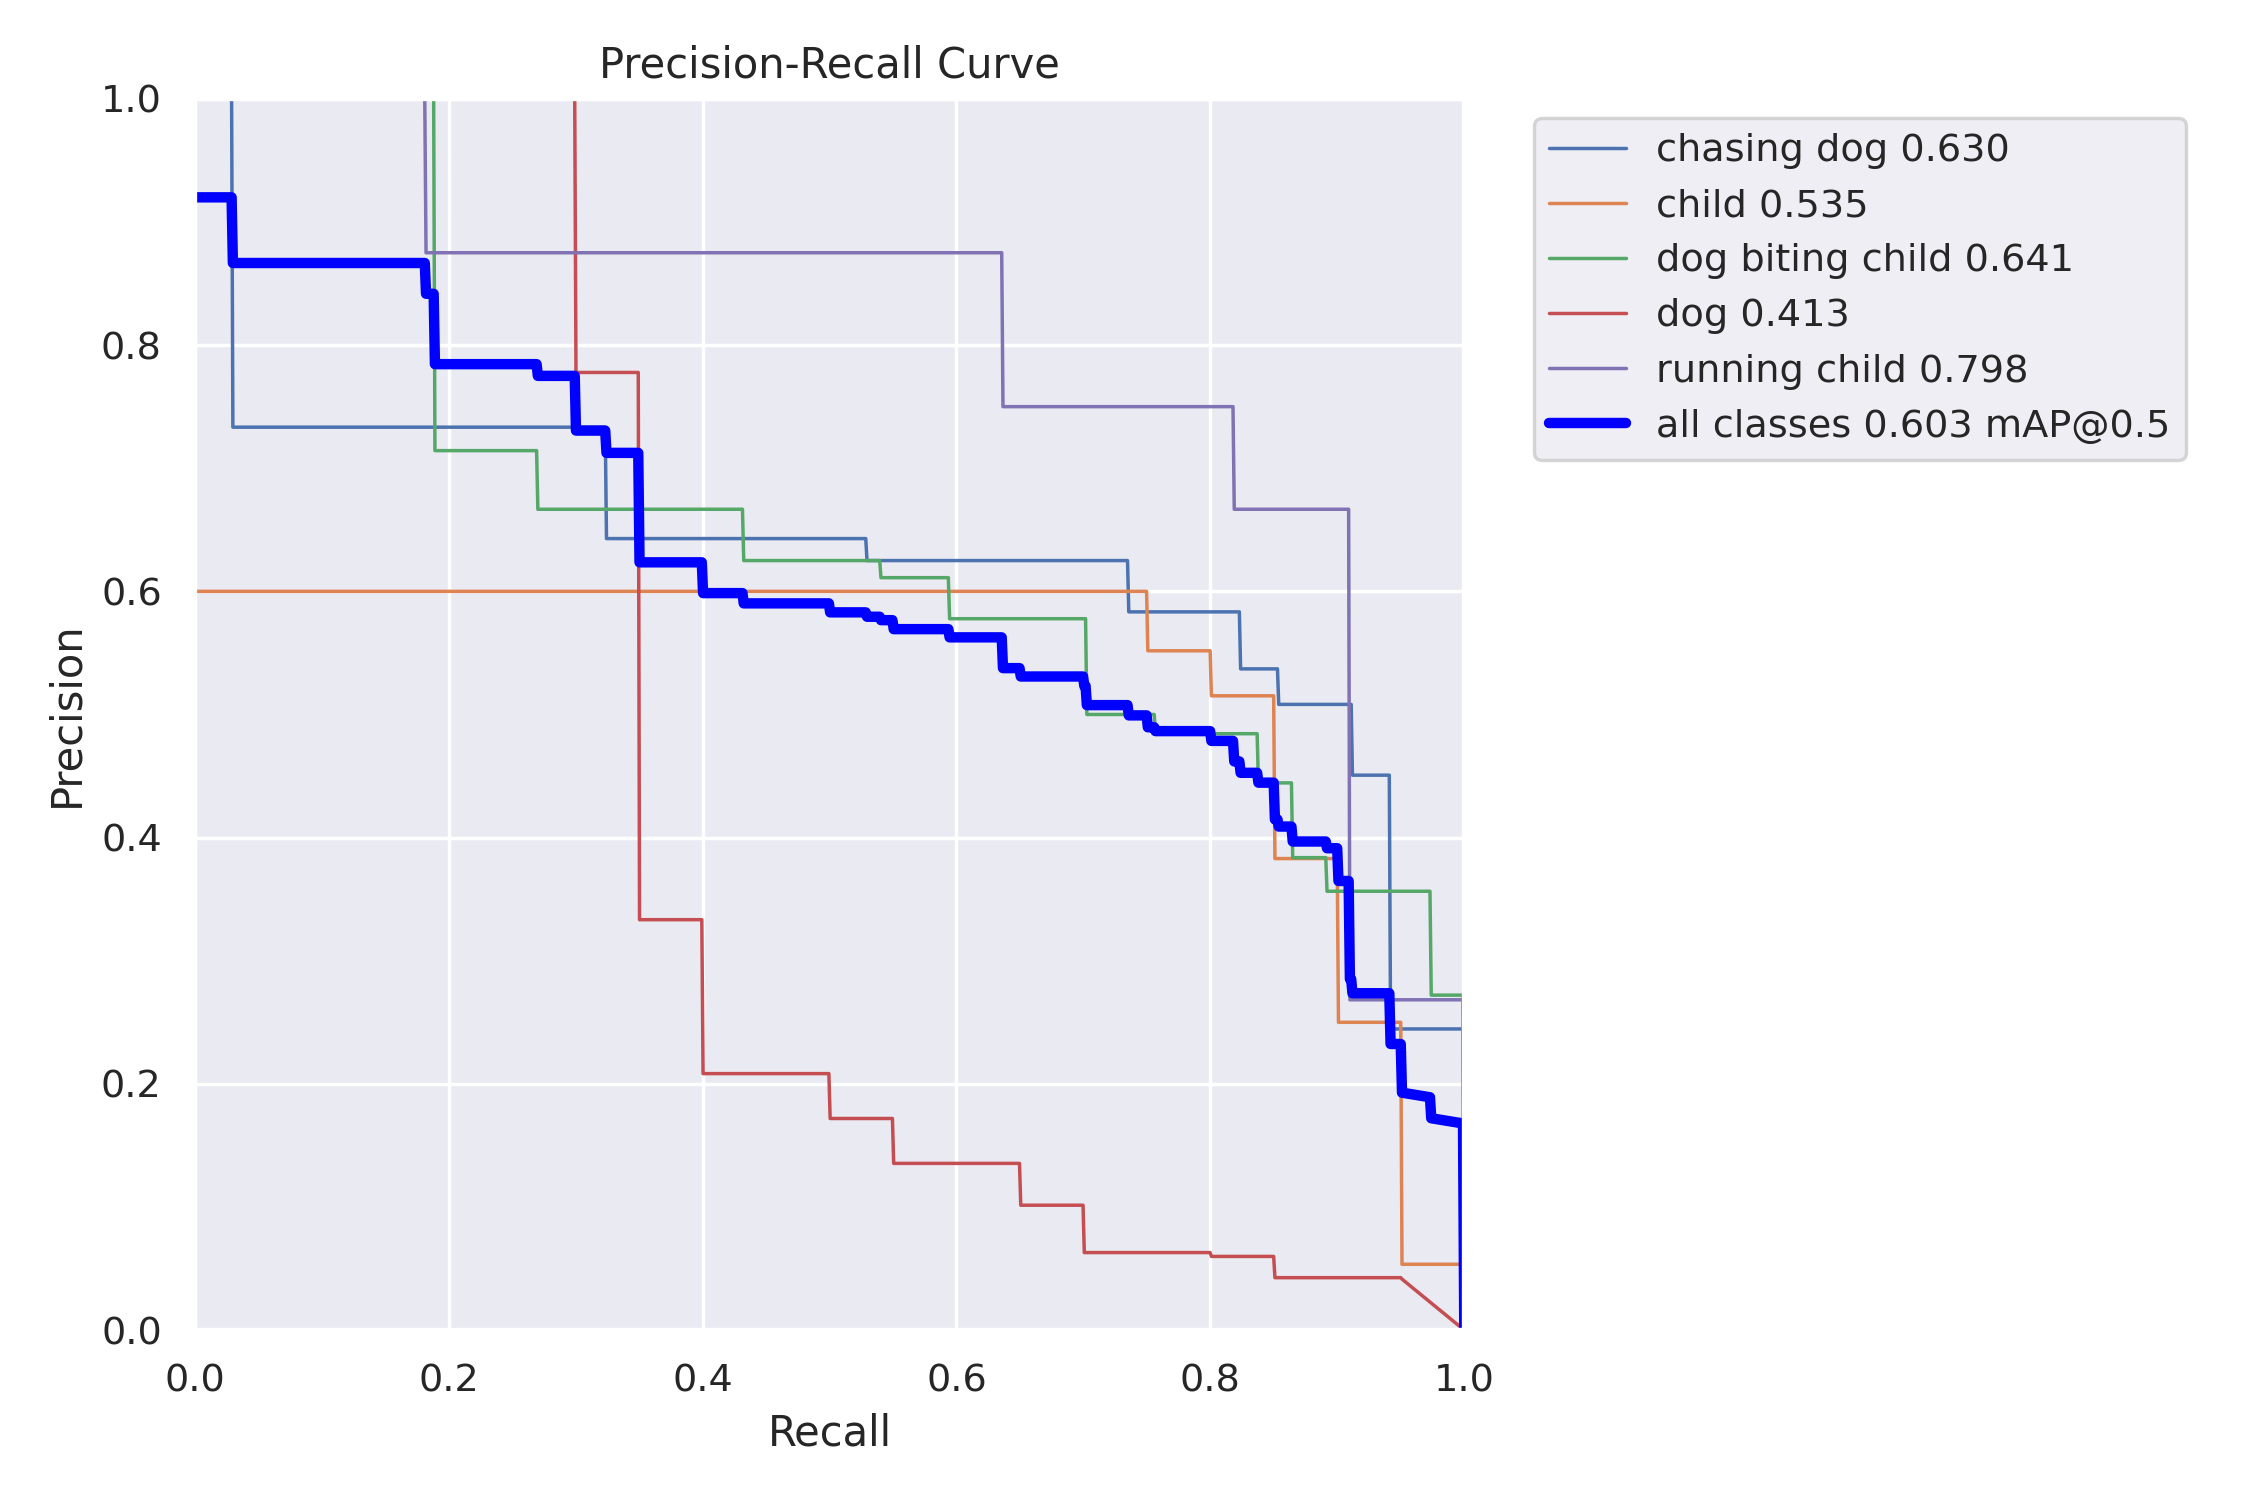 Precision-Recall Curve
1.0
0.8
0.6
0.4
0.2
0.0
Precision
0.0 0.2 0.4 0.6 0.8 1.0
Recall
chasing dog 0.630
child 0.535
dog biting child 0.641
dog 0.413
running child 0.798
all classes 0.603 mAP@0.5